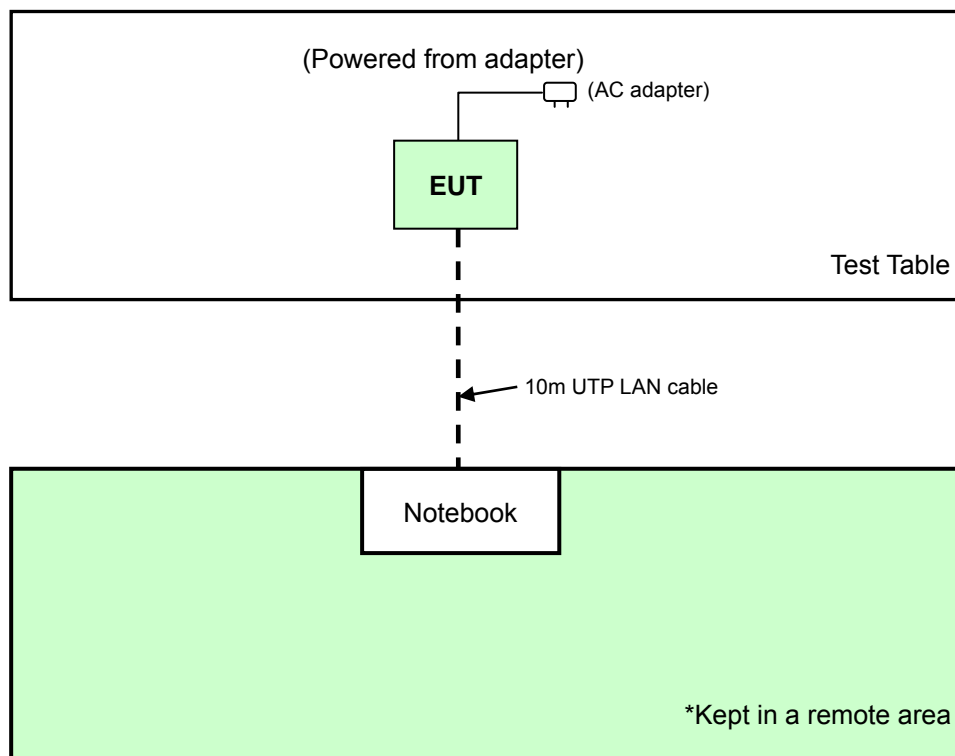 (Powered from adapter)
(AC adapter)
EUT
Test Table
10m UTP LAN cable
Notebook
*Kept in a remote area